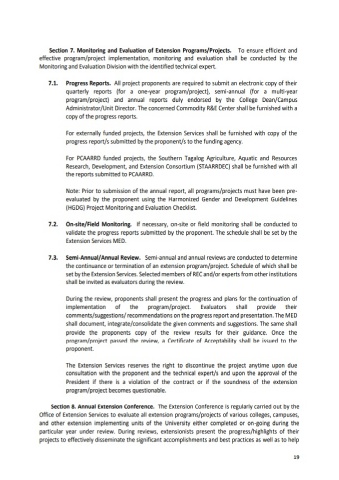 Section 7. Monitoring and Evaluation of Extension Programs/Projects. To ensure efficient and
effective program/project implementation, monitoring and evaluation shall be conducted by the
Monitoring and Evaluation Division with the identified technical expert.
7.1. Progress Reports. All project proponents are required to submit an electronic copy of their
quarterly reports (for a one-year program/project), semi-annual (for a multi-year
program/project) and annual reports duly endorsed by the College Dean/Campus
Administrator/Unit Director. The concerned Commodity R&E Center shall be furnished with a
copy of the progress reports.
For externally funded projects, the Extension Services shall be furnished with copy of the
progress report/s submitted by the proponent/s to the funding agency.
For PCAARRD funded projects, the Southern Tagalog Agriculture, Aquatic and Resources
Research, Development, and Extension Consortium (STAARRDEC) shall be furnished with all
the reports submitted to PCAARRD.
Note: Prior to submission of the annual report, all programs/projects must have been pre-
evaluated by the proponent using the Harmonized Gender and Development Guidelines
(HGDG) Project Monitoring and Evaluation Checklist.
7.2. On-site/Field Monitoring. If necessary, on-site or field monitoring shall be conducted to
validate the progress reports submitted by the proponent. The schedule shall be set by the
Extension Services MED.
7.3. Semi-Annual/Annual Review. Semi-annual and annual reviews are conducted to determine
the continuance or termination of an extension program/project. Schedule of which shall be
set by the Extension Services. Selected members of REC and/or experts from other institutions
shall be invited as evaluators during the review.
During the review, proponents shall present the progress and plans for the continuation of
implementation of the program/project. Evaluators shall provide their
comments/suggestions/ recommendations on the progress report and presentation. The MED
shall document, integrate/consolidate the given comments and suggestions. The same shall
provide the proponents copy of the review results for their guidance. Once the
program/project passed the review, a Certificate of Acceptability shall be issued to the
proponent.
The Extension Services reserves the right to discontinue the project anytime upon due
consultation with the proponent and the technical expert/s and upon the approval of the
President if there is a violation of the contract or if the soundness of the extension
program/project becomes questionable.
Section 8. Annual Extension Conference. The Extension Conference is regularly carried out by the
Office of Extension Services to evaluate all extension programs/projects of various colleges, campuses,
and other extension implementing units of the University either completed or on-going during the
particular year under review. During reviews, extensionists present the progress/highlights of their
projects to effectively disseminate the significant accomplishments and best practices as well as to help
19